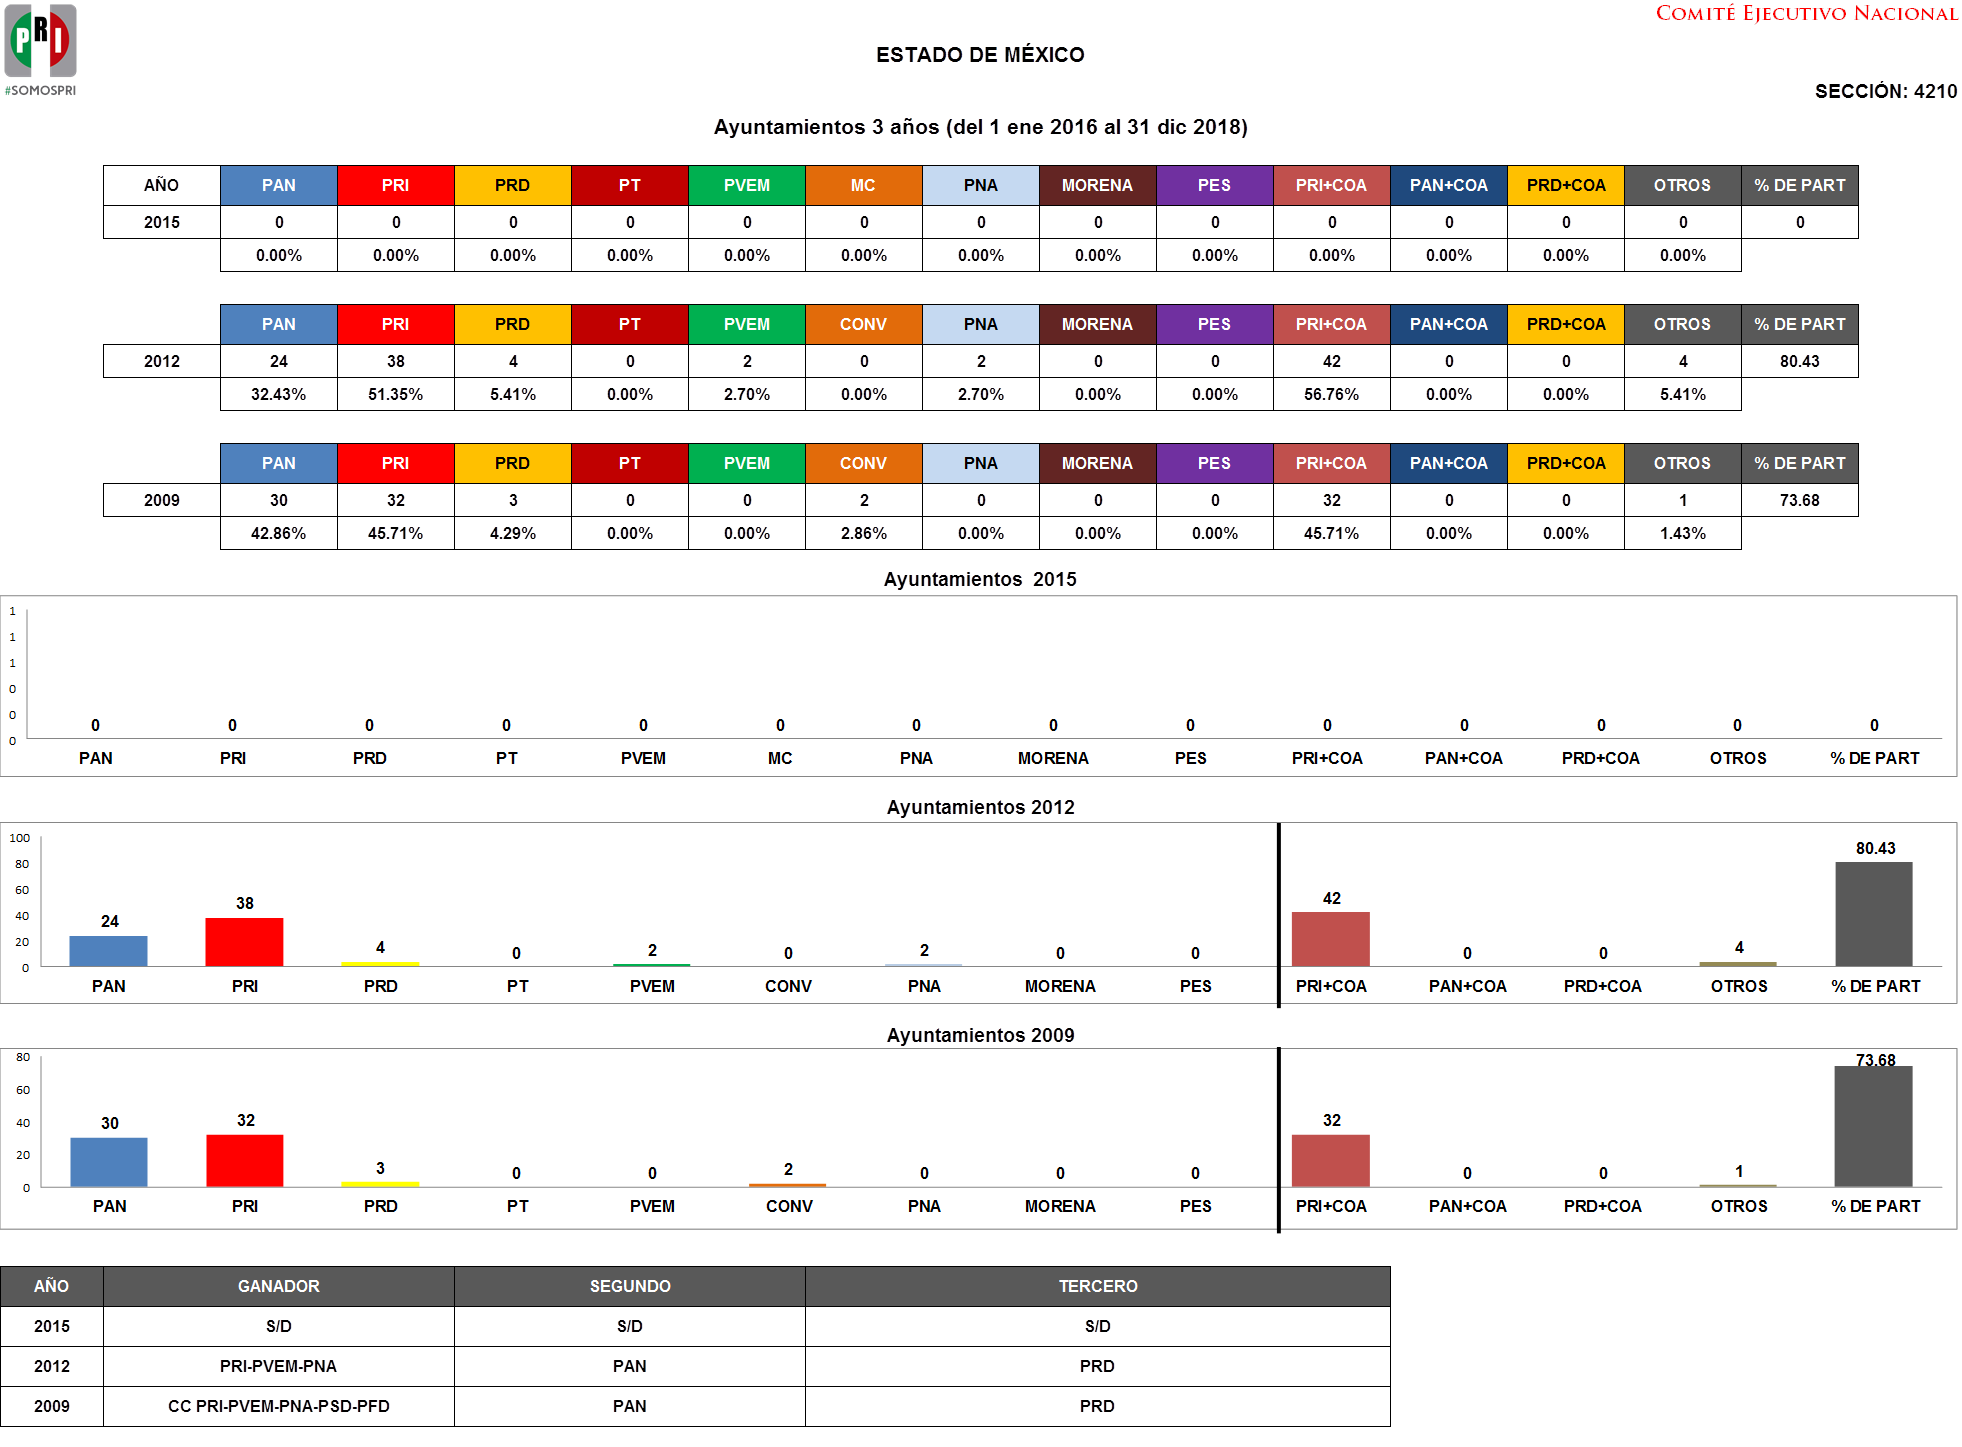 COMITÉ EJECUTIVO NACIONAL
PRI
#SOMOSPRI
ESTADO DE MÉXICO
SECCIÓN: 4210
Ayuntamientos 3 años (del 1 ene 2016 al 31 dic 2018)
AÑO PAN PRI PRD PT PVEM MC PNA MORENA PES PRI+COA PAN+COA PRD+COA OTROS % DE PART
2015 0 0 0 0 0 0 0 0 0 0 0 0 0 0
0.00% 0.00% 0.00% 0.00% 0.00% 0.00% 0.00% 0.00% 0.00% 0.00% 0.00% 0.00% 0.00%
PAN PRI PRD PT PVEM CONV PNA MORENA PES PRI+COA PAN+COA PRD+COA OTROS % DE PART
2012 24 38 4 0 2 0 2 0 0 42 0 0 4 80.43
32.43% 51.35% 5.41% 0.00% 2.70% 0.00% 2.70% 0.00% 0.00% 56.76% 0.00% 0.00% 5.41%
PAN PRI PRD PT PVEM CONV PNA MORENA PES PRI+COA PAN+COA PRD+COA OTROS % DE PART
2009 30 32 3 0 0 2 0 0 0 32 0 0 1 73.68
42.86% 45.71% 4.29% 0.00% 0.00% 2.86% 0.00% 0.00% 0.00% 45.71% 0.00% 0.00% 1.43%
Ayuntamientos 2015
1
1
1
0
0
0
0 0 0 0 0 0 0 0 0 0 0 0 0 0
PAN PRI PRD PT PVEM MC PNA MORENA PES PRI+COA PAN+COA PRD+COA OTROS % DE PART
Ayuntamientos 2012
100
80
60
40
20
0
24 38 4 0 2 0 2 0 0 42 0 0 4 80.43
PAN PRI PRD PT PVEM CONV PNA MORENA PES PRI+COA PAN+COA PRD+COA OTROS % DE PART
Ayuntamientos 2009
80
60
40
20
0
30 32 3 0 0 2 0 0 0 32 0 0 1 73.68
PAN PRI PRD PT PVEM CONV PNA MORENA PES PRI+COA PAN+COA PRD+COA OTROS % DE PART
AÑO GANADOR SEGUNDO TERCERO
2015 S/D S/D S/D
2012 PRI-PVEM-PNA PAN PRD
2009 CC PRI-PVEM-PNA-PSD-PFD PAN PRD